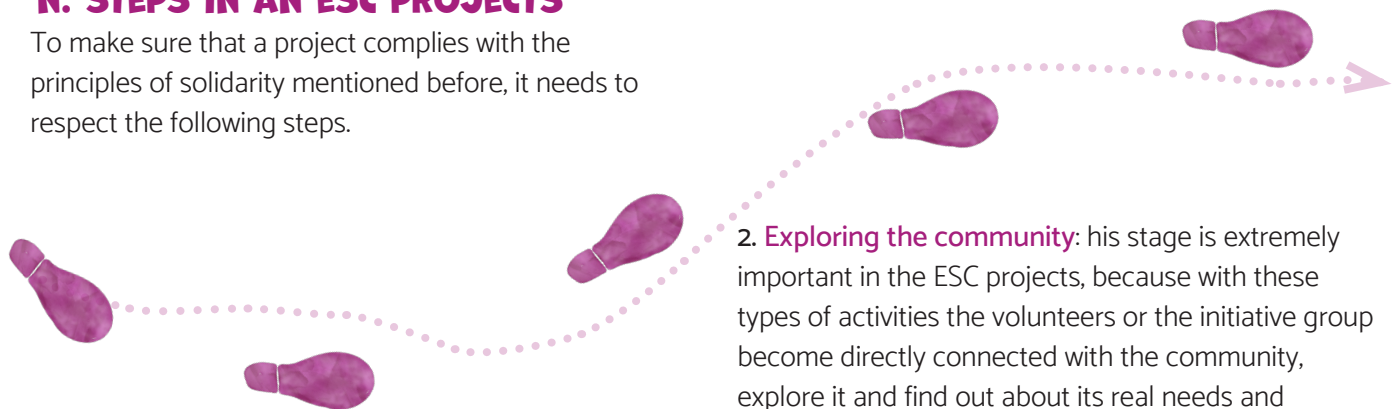 N. STEPS IN AN ESC PROJECTS
To make sure that a project complies with the
principles of solidarity mentioned before, it needs to
respect the following steps.
2. Exploring the community: his stage is extremely
important in the ESC projects, because with these
types of activities the volunteers or the initiative group
become directly connected with the community,
explore it and find out about its real needs and